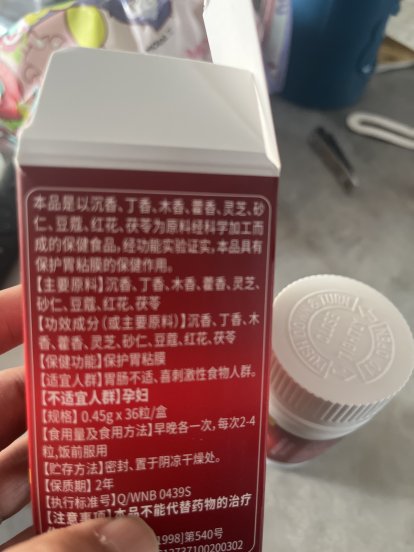 本品是以沉香、丁香、木香、藿香、灵芝、砂
仁、豆蔻、红花、茯苓为原料经科学加工而
成的保健食品,经功能实验证实,本品具有
保护胃粘膜的保健作用。
【主要原料】沉香、丁香、木香、藿香、灵芝、
砂仁、豆蔻、红花、茯苓
【功效成分(或主要原料)】沉香、丁香、木
香、藿香、灵芝、砂仁、豆蔻、红花、茯苓
【保健功能】保护胃粘膜
【适宜人群】胃肠不适、喜刺激性食物人群。
【不适宜人群】孕妇
【规格】0.45gx36粒/盒
【食用量及食用方法】早晚各一次,每次2-4
粒,饭前服用
【贮存方法】密封、置于阴凉干燥处。
【保质期】2年
【执行标准号】Q/WNB 0439S
【注意事项】本品不能代替药物的治疗
1998]第540号
12737100200302
CLOSE
TIGHTLY
PUSH DOWN & TURN